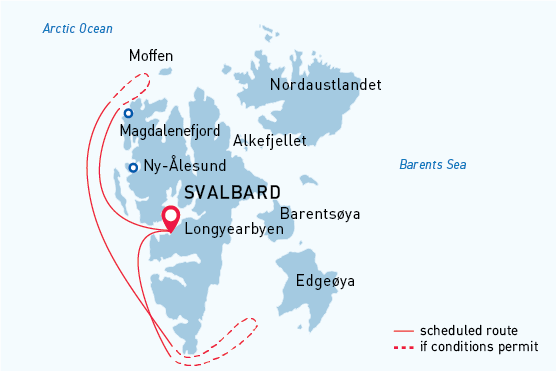 Arctic Ocean
Moffen
Nordaustlandet
Magdalenefjord
Alkefjellet
Ny-Ålesund
Barents Sea
SVALBARD
Barentsøya
Longyearbyen
Edgeøya
scheduled route
if conditions permit